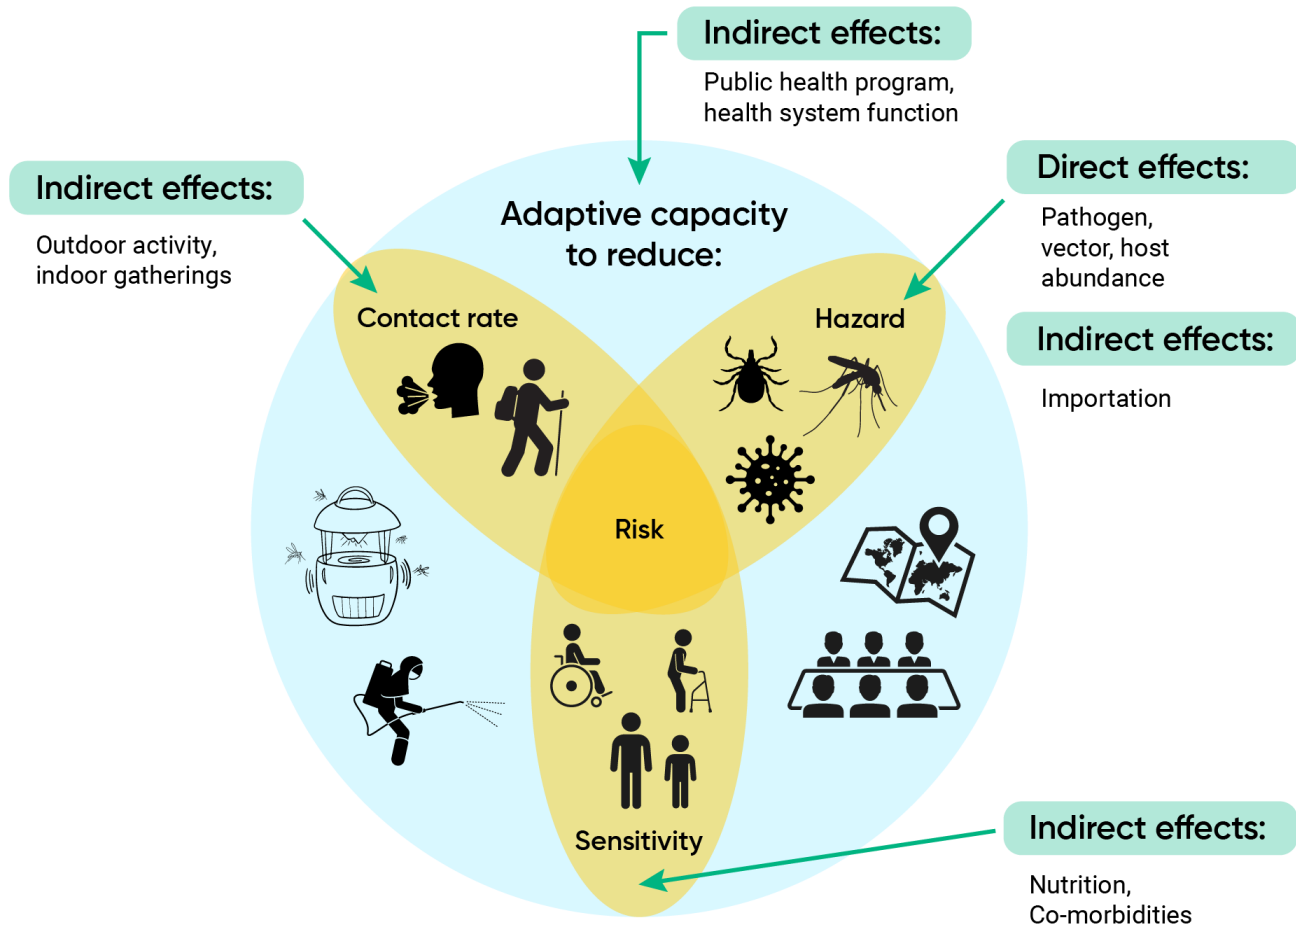 Indirect effects:
Public health program,
health system function
Indirect effects:
Outdoor activity,
indoor gatherings
Direct effects:
Pathogen,
vector, host
abundance
Indirect effects:
Importation
Adaptive capacity
to reduce:
Contact rate
Hazard
Risk
Sensitivity
Indirect effects:
Nutrition,
Co-morbidities